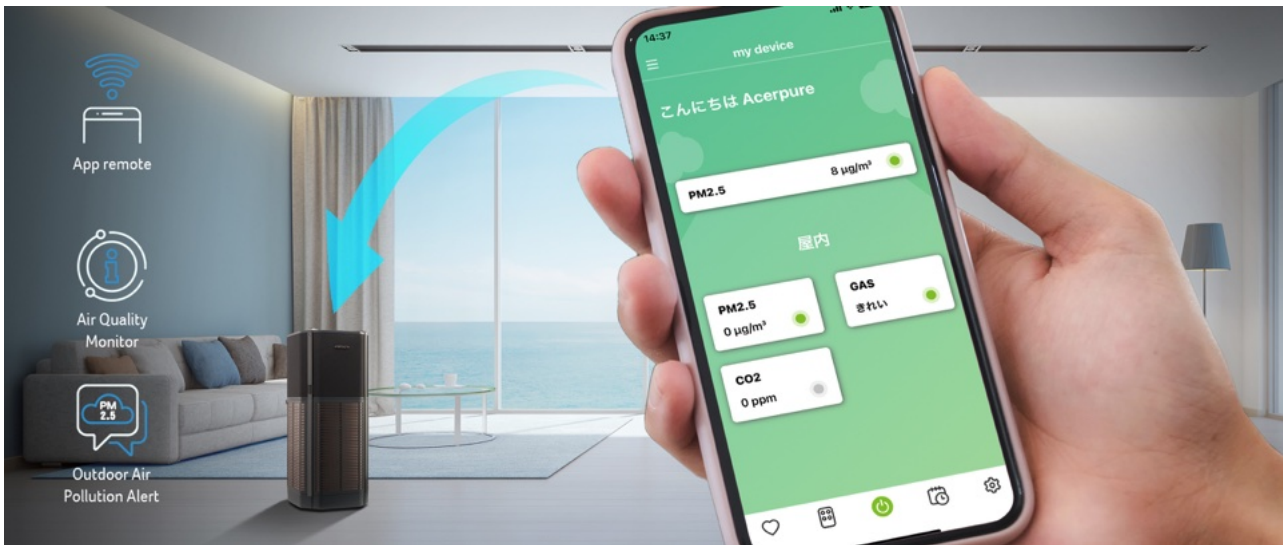 App remote
Air Quality
Monitor
PM
2.5
Outdoor Air
Pollution Alert
14:37
my device
こんにちは Acerpure
PM2.5
8 μg/m³
屋内
PM2.5
0 μg/m³
GAS
きれい
CO2
0 ppm